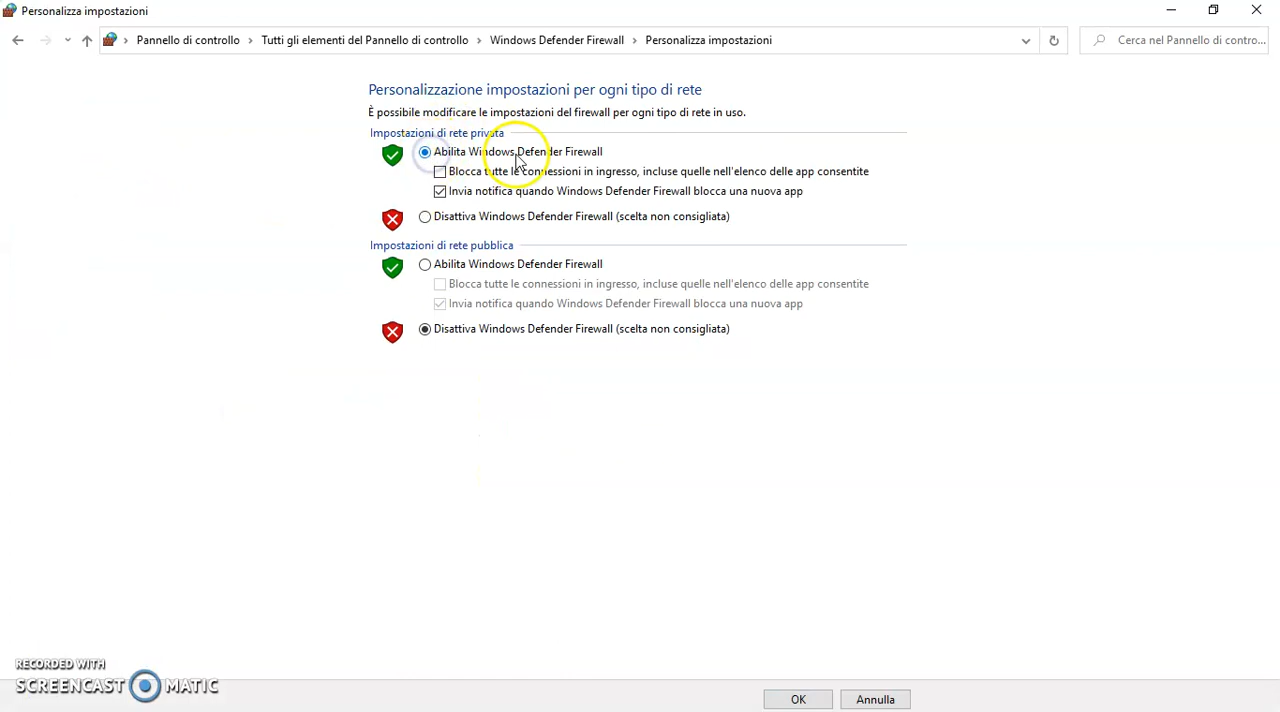 Personalizza impostazioni
Pannello di controllo > Tutti gli elementi del Pannello di controllo > Windows Defender Firewall > Personalizza impostazioni
Cerca nel Pannello di contro...
Personalizzazione impostazioni per ogni tipo di rete
È possibile modificare le impostazioni del firewall per ogni tipo di rete in uso.
Impostazioni di rete privata
Abilita Windows Defender Firewall
Blocca tutte le connessioni in ingresso, incluse quelle nell'elenco delle app consentite
Invia notifica quando Windows Defender Firewall blocca una nuova app
Disattiva Windows Defender Firewall (scelta non consigliata)
Impostazioni di rete pubblica
Abilita Windows Defender Firewall
Blocca tutte le connessioni in ingresso, incluse quelle nell'elenco delle app consentite
Invia notifica quando Windows Defender Firewall blocca una nuova app
Disattiva Windows Defender Firewall (scelta non consigliata)
RECORDED WITH
SCREENCAST MATIC
OK
Annulla